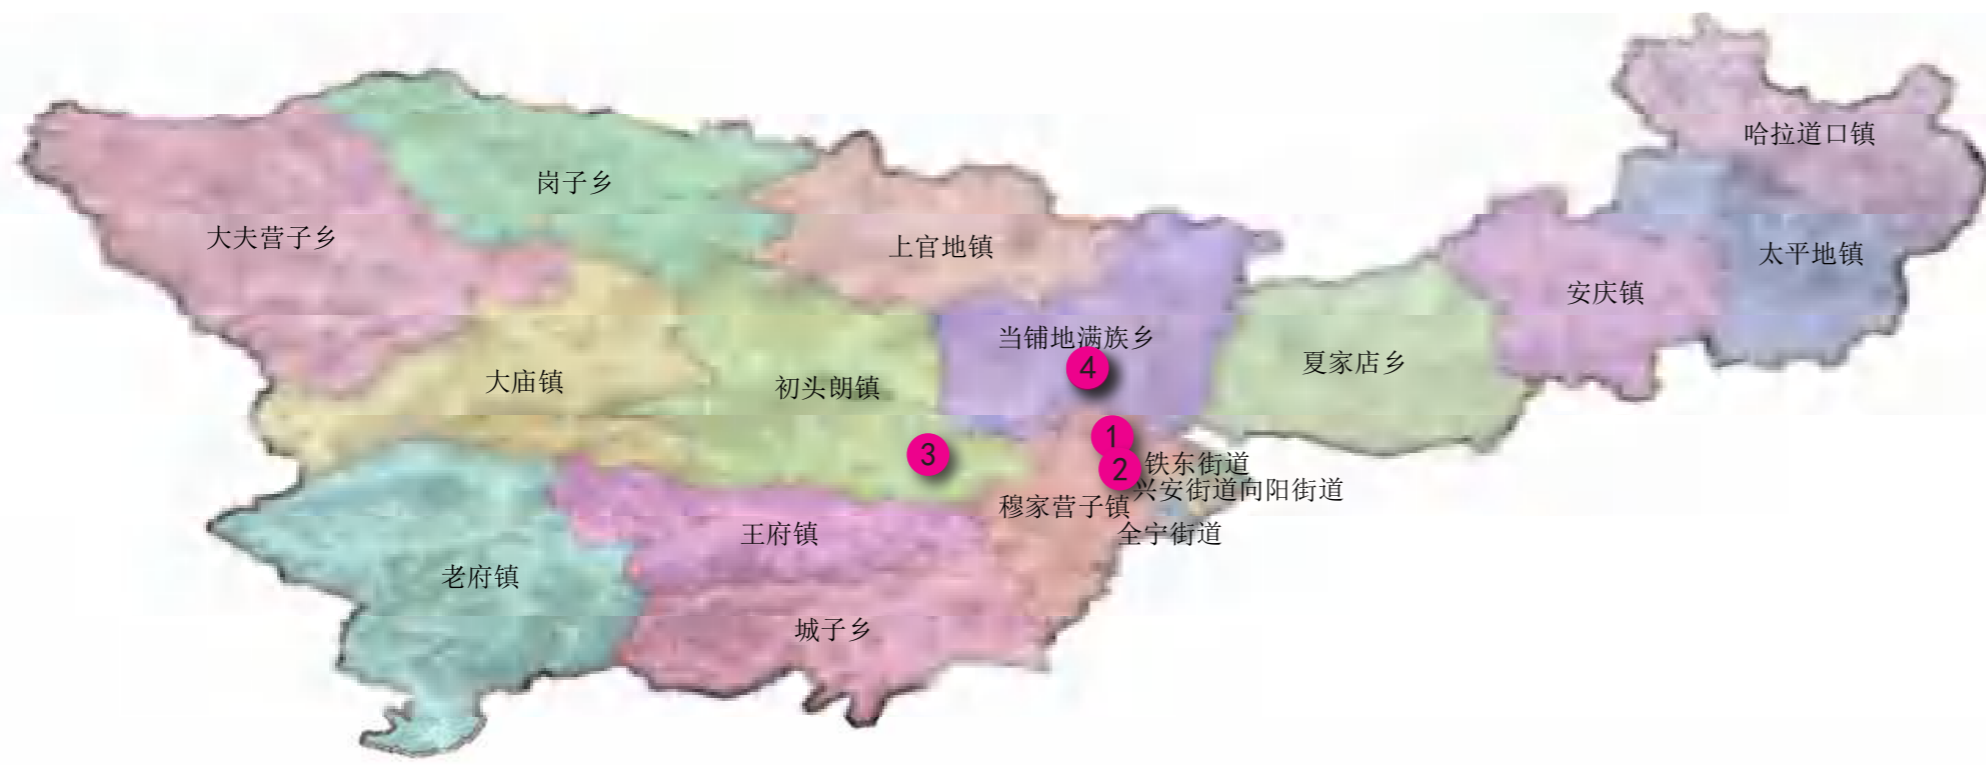 哈拉道口镇
岗子乡
大夫营子乡
上官地镇
太平地镇
安庆镇
当铺地满族乡
夏家店乡
4
大庙镇
初头朗镇
1
3
2
铁东街道
兴安街道向阳街道
穆家营子镇
王府镇
全宁街道
老府镇
城子乡